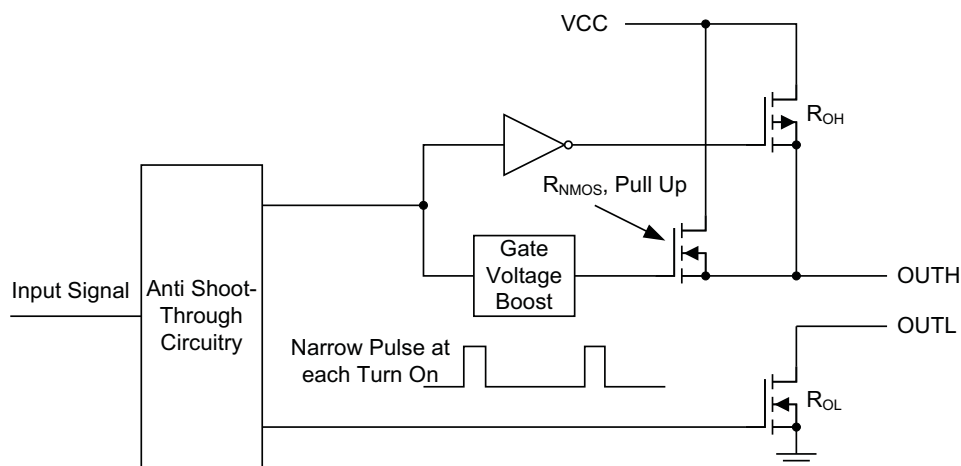 VCC
R_OH
R_NMOS, Pull Up
Gate
Voltage
Boost
OUTH
Input Signal
Anti Shoot-
Through
Circuitry
OUTL
Narrow Pulse at
each Turn On
R_OL